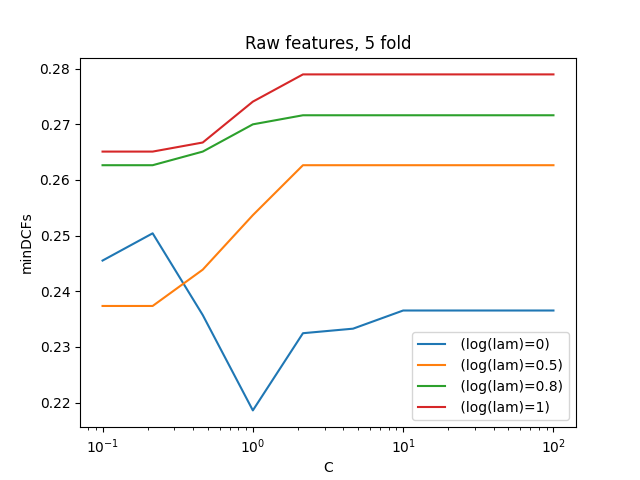 Raw features, 5 fold
0.28
0.27
0.26
0.25
0.24
0.23
0.22
minDCFs
10⁻¹ 10⁰ 10¹ 10²
C
(log(lam)=0)
(log(lam)=0.5)
(log(lam)=0.8)
(log(lam)=1)